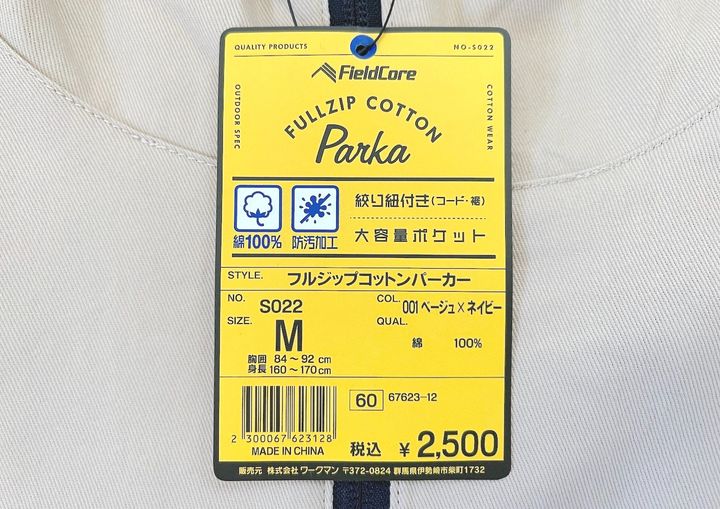 QUALITY PRODUCTS
NO-S022
FieldCore
OUTDOOR SPEC
COTTON WEAR
FULLZIP COTTON
Parka
綿100%
防汚加工
絞り紐付き(コード・裾)
大容量ポケット
STYLE. フルジップコットンパーカー
NO. S022
COL. 001 ベージュ×ネイビー
SIZE. M
QUAL.
綿 100%
胸囲 84～92 cm
身長 160～170cm
60 67623-12
2 300067 623128
MADE IN CHINA
税込 ¥2,500
販売元 株式会社 ワークマン 〒372-0824 群馬県伊勢崎市柴町1732